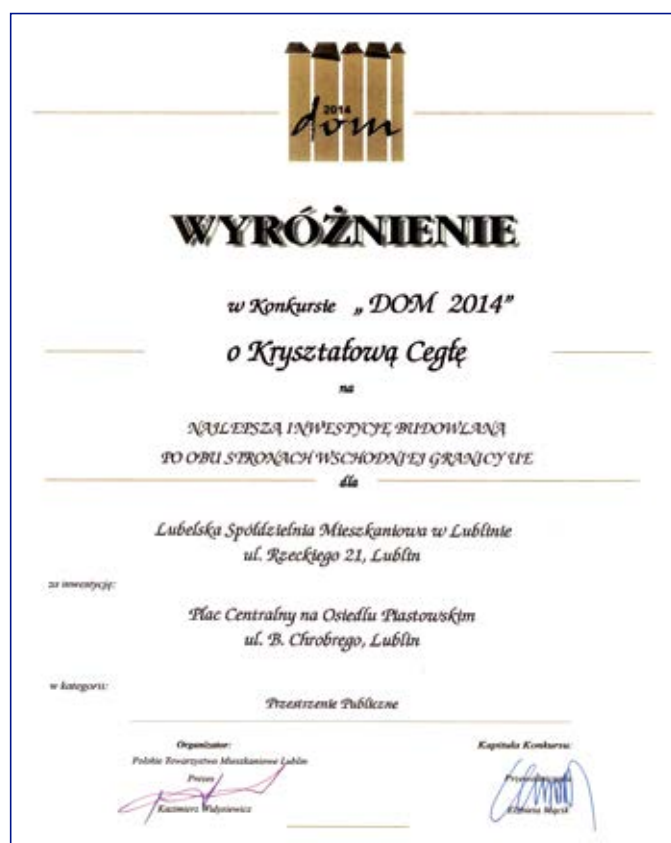 2014
dom
WYRÓŻNIENIE
w Konkursie „DOM 2014”
o Kryształową Cegłę
na
NAJLEPSZĄ INWESTYCJĘ BUDOWLANĄ
PO OBU STRONACH WSCHODNIEJ GRANICY UE
dla
Lubelska Spółdzielnia Mieszkaniowa w Lublinie
ul. Rzeckiego 21, Lublin
za inwestycję:
Plac Centralny na Osiedlu Piastowskim
ul. B. Chrobrego, Lublin
w kategorii:
Przestrzenie Publiczne
Organizator:
Polskie Towarzystwo Mieszkaniowe Lublin
Prezes
Kazimierz
Kapituła Konkursu:
Elżbieta Mącik